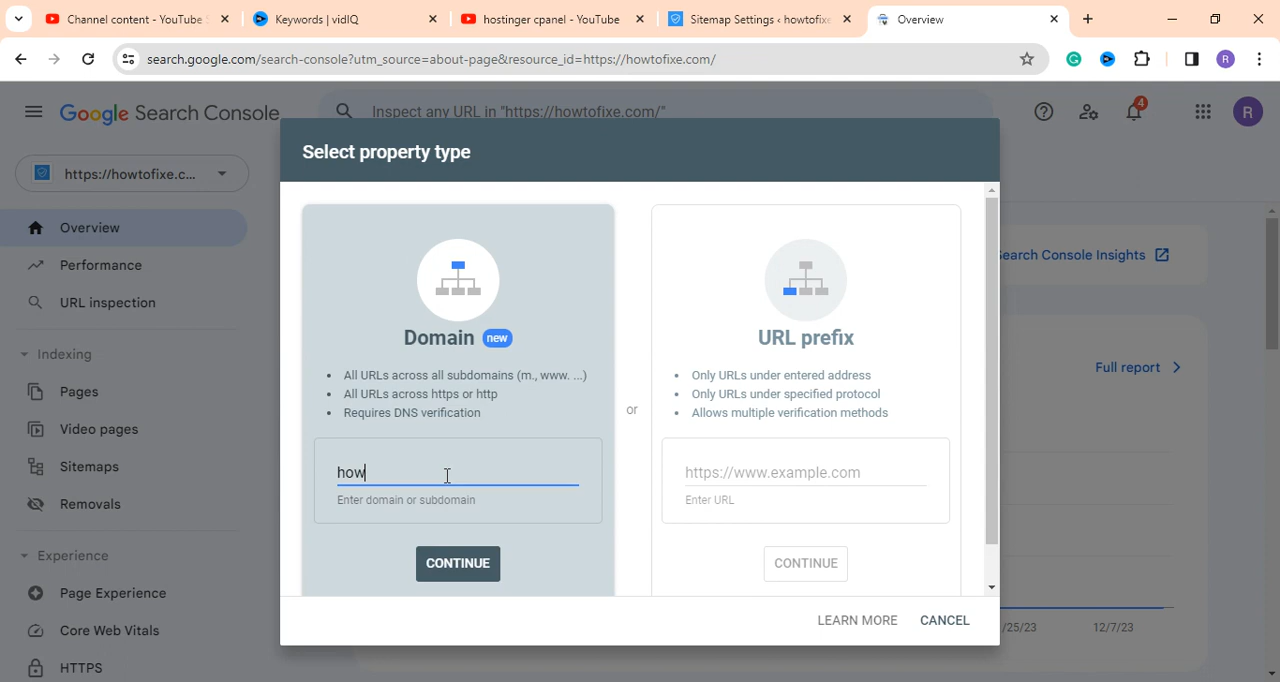 Channel content - YouTube S
Keywords | vidIQ
hostinger cpanel - YouTube
Sitemap Settings ‹ howtofixe
Overview
search.google.com/search-console?utm_source=about-page&resource_id=https://howtofixe.com/
R
Google Search Console
Inspect any URL in "https://howtofixe.com/"
4
R
https://howtofixe.c...
Overview
Performance
URL inspection
Indexing
Pages
Video pages
Sitemaps
Removals
Experience
Page Experience
Core Web Vitals
HTTPS
Select property type
Domain new
All URLs across all subdomains (m., www. ...)
All URLs across https or http
Requires DNS verification
how
Enter domain or subdomain
CONTINUE
or
URL prefix
Only URLs under entered address
Only URLs under specified protocol
Allows multiple verification methods
https://www.example.com
Enter URL
CONTINUE
LEARN MORE
CANCEL
Search Console Insights
Full report
/25/23
12/7/23